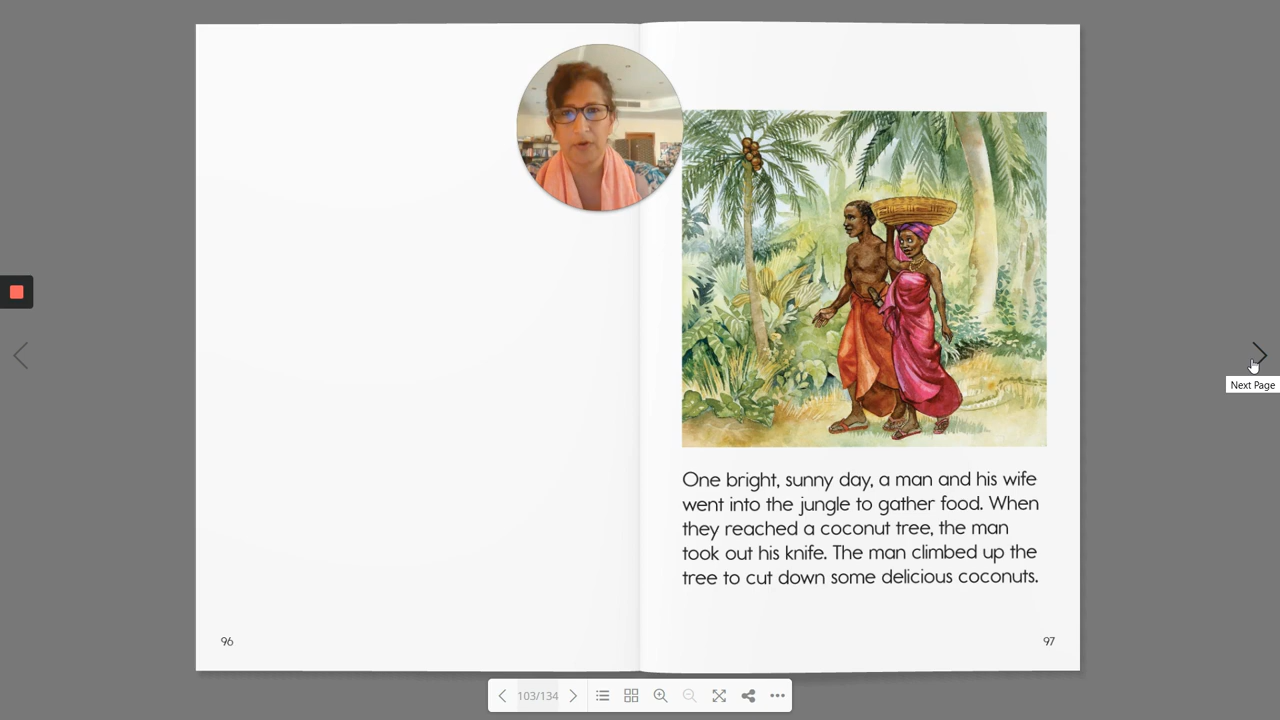 One bright, sunny day, a man and his wife
went into the jungle to gather food. When
they reached a coconut tree, the man
took out his knife. The man climbed up the
tree to cut down some delicious coconuts.
Next Page
96
97
103/134